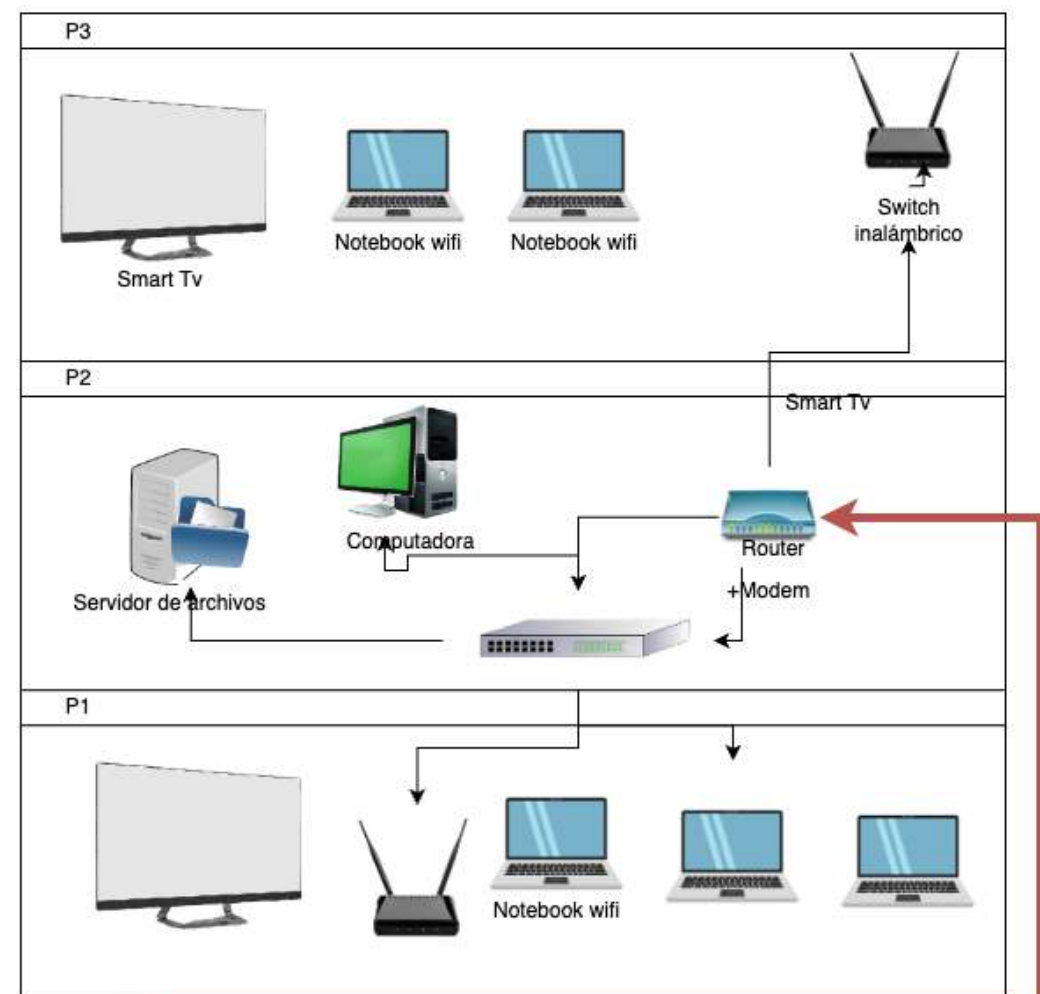 P3
Notebook wifi
Notebook wifi
Smart Tv
Switch
inalámbrico
P2
Smart Tv
Computadora
Router
+Modem
Servidor de archivos
P1
Notebook wifi